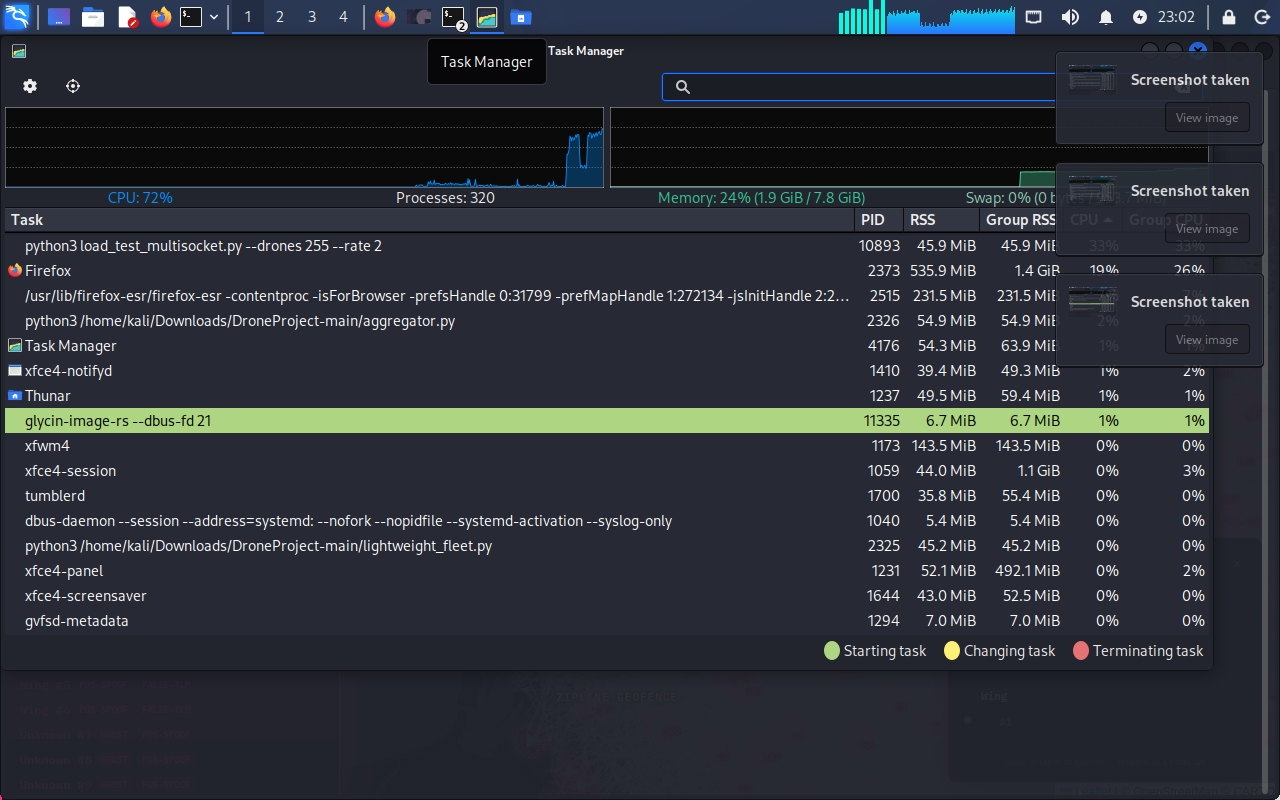 1 2 3 4 2 23:02
Task Manager
Task Manager
Screenshot taken
View image
CPU: 72% Processes: 320 Memory: 24% (1.9 GiB / 7.8 GiB) Swap: 0% (0
Screenshot taken
View image
Task PID RSS Group RSS CPU Group CPU
python3 load_test_multisocket.py --drones 255 --rate 2 10893 45.9 MiB 45.9 MiB 33% 33%
Firefox 2373 535.9 MiB 1.4 GiB 19% 26%
/usr/lib/firefox-esr/firefox-esr -contentproc -isForBrowser -prefsHandle 0:31799 -prefMapHandle 1:272134 -jsInitHandle 2:2... 2515 231.5 MiB 231.5 MiB
Screenshot taken
View image
python3 /home/kali/Downloads/DroneProject-main/aggregator.py 2326 54.9 MiB 54.9 MiB 2% 2%
Task Manager 4176 54.3 MiB 63.9 MiB 1% 1%
xfce4-notifyd 1410 39.4 MiB 49.3 MiB 1% 2%
Thunar 1237 49.5 MiB 59.4 MiB 1% 1%
glycin-image-rs --dbus-fd 21 11335 6.7 MiB 6.7 MiB 1% 1%
xfwm4 1173 143.5 MiB 143.5 MiB 0% 0%
xfce4-session 1059 44.0 MiB 1.1 GiB 0% 3%
tumblerd 1700 35.8 MiB 55.4 MiB 0% 0%
dbus-daemon --session --address=systemd: --nofork --nopidfile --systemd-activation --syslog-only 1040 5.4 MiB 5.4 MiB 0% 0%
python3 /home/kali/Downloads/DroneProject-main/lightweight_fleet.py 2325 45.2 MiB 45.2 MiB 0% 0%
xfce4-panel 1231 52.1 MiB 492.1 MiB 0% 2%
xfce4-screensaver 1644 43.0 MiB 52.5 MiB 0% 0%
gvfsd-metadata 1294 7.0 MiB 7.0 MiB 0% 0%
Starting task Changing task Terminating task
Wing